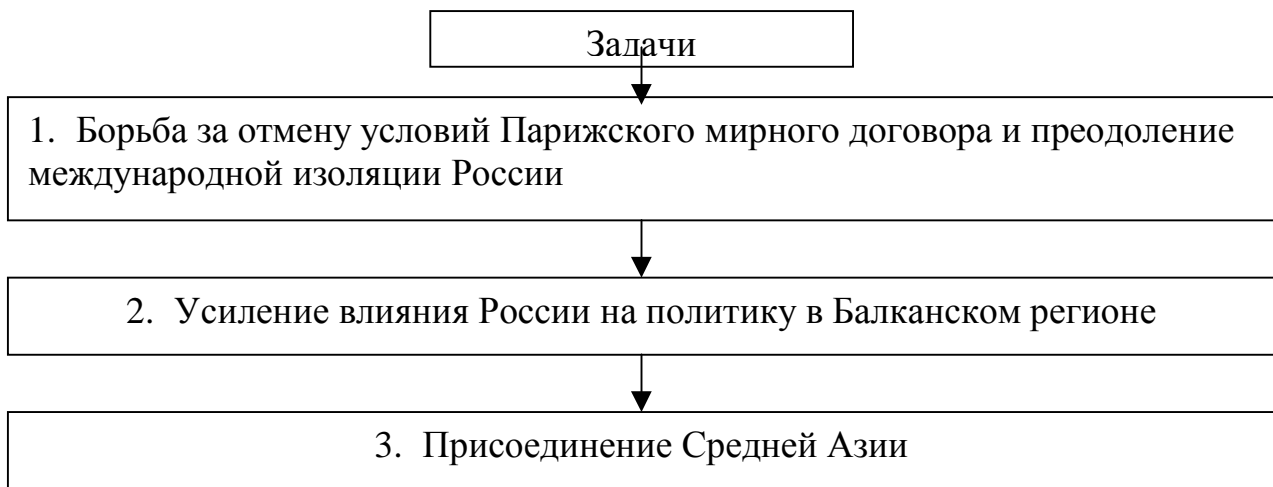 Задачи
1. Борьба за отмену условий Парижского мирного договора и преодоление
международной изоляции России
2. Усиление влияния России на политику в Балканском регионе
3. Присоединение Средней Азии